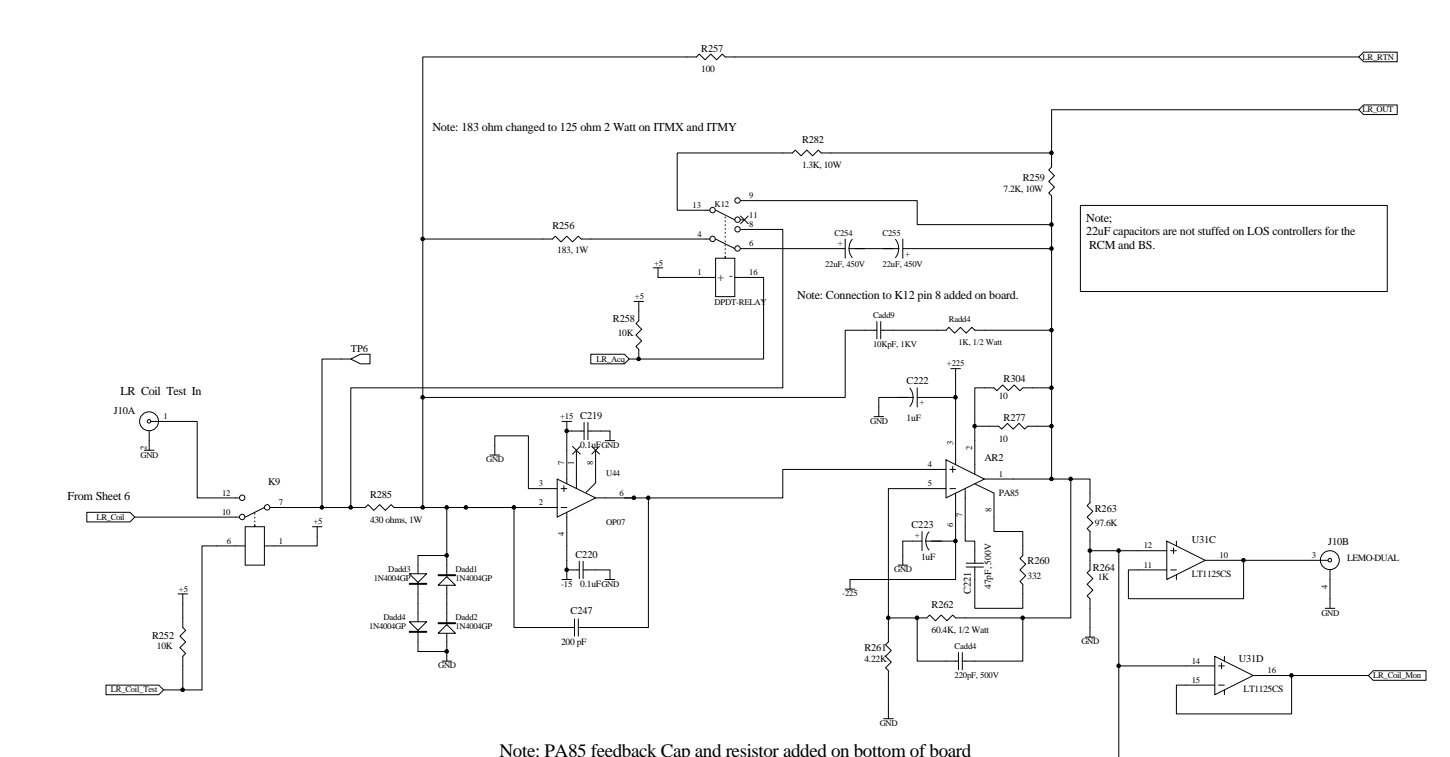 R257
100
LR_RTN
LR_OUT
Note: 183 ohm changed to 125 ohm 2 Watt on ITMX and ITMY
R282
1.3K, 10W
R259
7.2K, 10W
K12
13
9
11
8
Note;
22uF capacitors are not stuffed on LOS controllers for the
RCM and BS.
R256
183, 1W
4
6
C254
+
22uF, 450V
C255
+
22uF, 450V
+5
1
+ -
16
DPDT-RELAY
Note: Connection to K12 pin 8 added on board.
+5
R258
10K
LR_Acq
Cadd9
10KpF, 1KV
Radd4
1K, 1/2 Watt
TP6
LR Coil Test In
J10A
1
2
GND
+225
C222
+
1uF
GND
R304
10
R277
10
+15
C219
0.1uF
GND
GND
7
1
8
U44
3
+
2
-
6
4
OP07
3
2
AR2
4
+
5
-
1
PA85
6
7
8
K9
From Sheet 6
LR_Coil
12
10
7
+5
6
1
R285
430 ohms, 1W
C220
0.1uF
GND
-15
C223
+
1uF
GND
-225
C221
47pF, 500V
R260
332
R263
97.6K
R264
1K
GND
12
+
11
-
U31C
10
LT1125CS
J10B
3
LEMO-DUAL
4
GND
Dadd3
1N4004GP
Dadd1
1N4004GP
Dadd4
1N4004GP
Dadd2
1N4004GP
GND
C247
200 pF
R262
60.4K, 1/2 Watt
Cadd4
220pF, 500V
R261
4.22K
GND
+5
R252
10K
LR_Coil_Test
14
+
15
-
U31D
16
LT1125CS
LR_Coil_Mon
Note: PA85 feedback Cap and resistor added on bottom of board